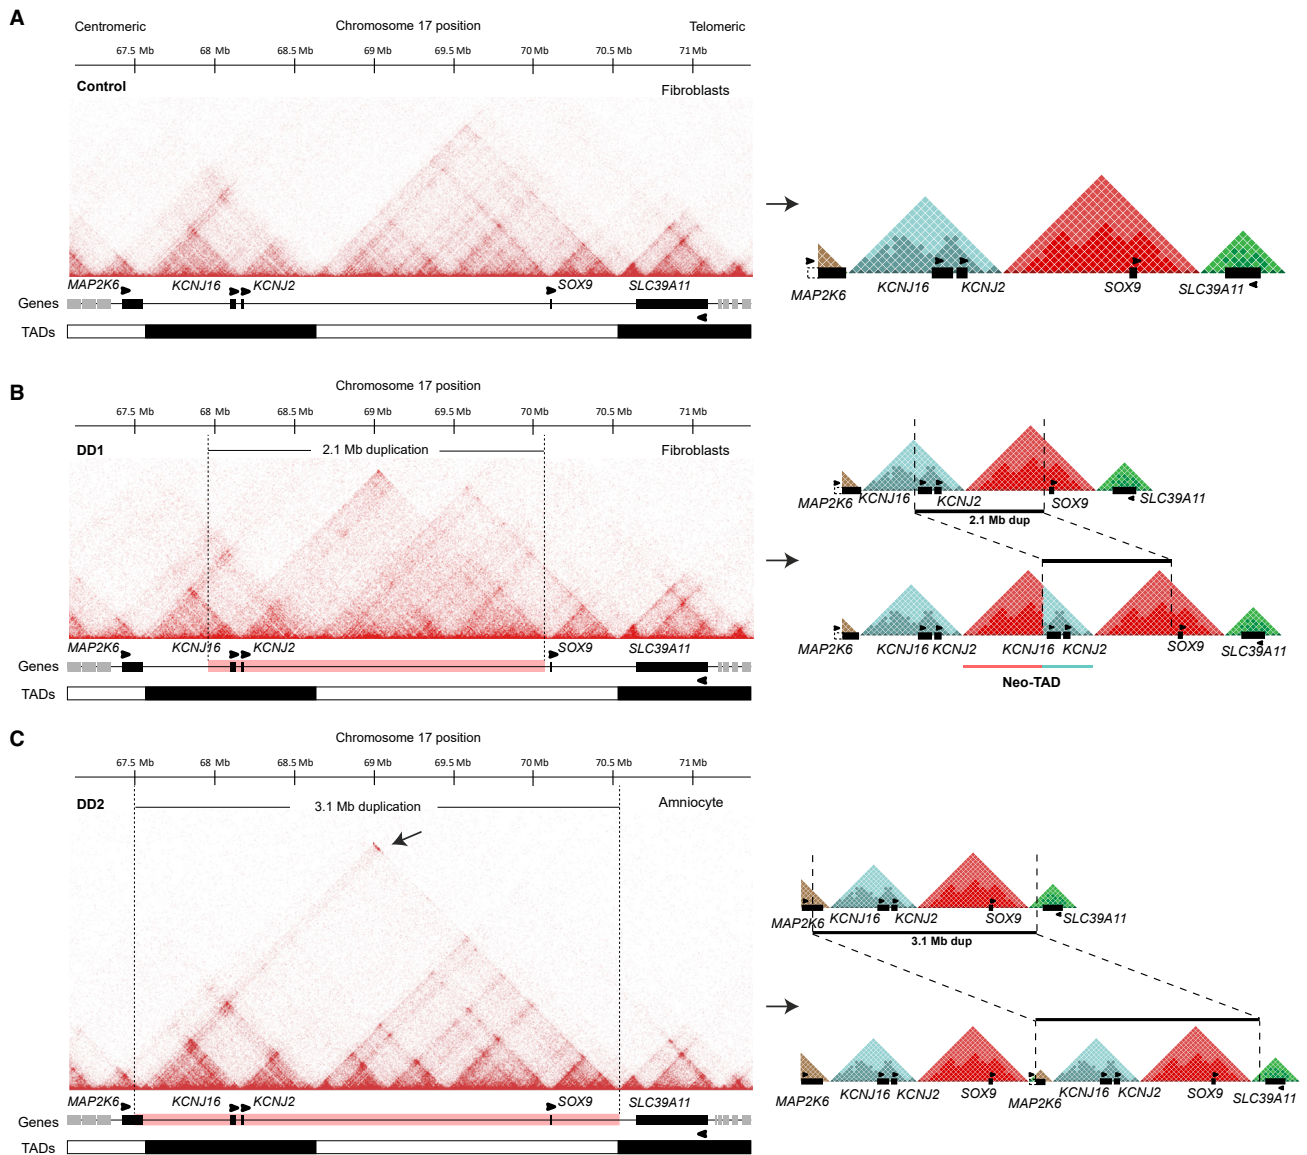 A
Centromeric Chromosome 17 position Telomeric
67.5 Mb 68 Mb 68.5 Mb 69 Mb 69.5 Mb 70 Mb 70.5 Mb 71 Mb
Control Fibroblasts
MAP2K6 KCNJ16 KCNJ2 SOX9 SLC39A11
Genes
TADs
MAP2K6 KCNJ16 KCNJ2 SOX9 SLC39A11
B
Chromosome 17 position
67.5 Mb 68 Mb 68.5 Mb 69 Mb 69.5 Mb 70 Mb 70.5 Mb 71 Mb
DD1 2.1 Mb duplication Fibroblasts
MAP2K6 KCNJ16 KCNJ2 SOX9 SLC39A11
Genes
TADs
MAP2K6 KCNJ16 KCNJ2 SOX9 SLC39A11
2.1 Mb dup
MAP2K6 KCNJ16 KCNJ2 KCNJ16 KCNJ2 SOX9 SLC39A11
Neo-TAD
C
Chromosome 17 position
67.5 Mb 68 Mb 68.5 Mb 69 Mb 69.5 Mb 70 Mb 70.5 Mb 71 Mb
DD2 3.1 Mb duplication Amniocyte
MAP2K6 KCNJ16 KCNJ2 SOX9 SLC39A11
Genes
TADs
MAP2K6 KCNJ16 KCNJ2 SOX9 SLC39A11
3.1 Mb dup
MAP2K6 KCNJ16 KCNJ2 SOX9 MAP2K6 KCNJ16 KCNJ2 SOX9 SLC39A11